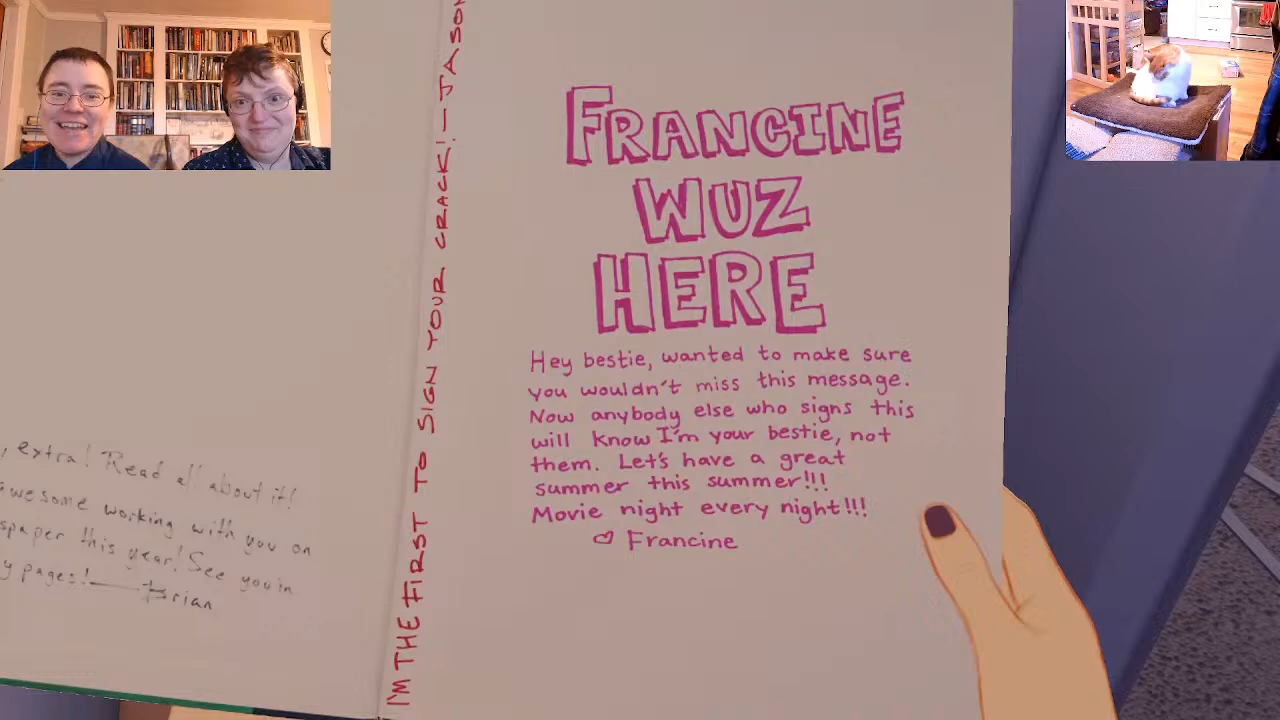 , extra! Read all about it!
awesome working with you on
spaper this year! See you in
y pages! — Brian
I'M THE FIRST TO SIGN YOUR CRACK! - JASON
FRANCINE
WUZ
HERE
Hey bestie, wanted to make sure
you wouldn't miss this message.
Now anybody else who signs this
will know I'm your bestie, not
them. Let's have a great
summer this summer!!!
Movie night every night!!!
♡ Francine